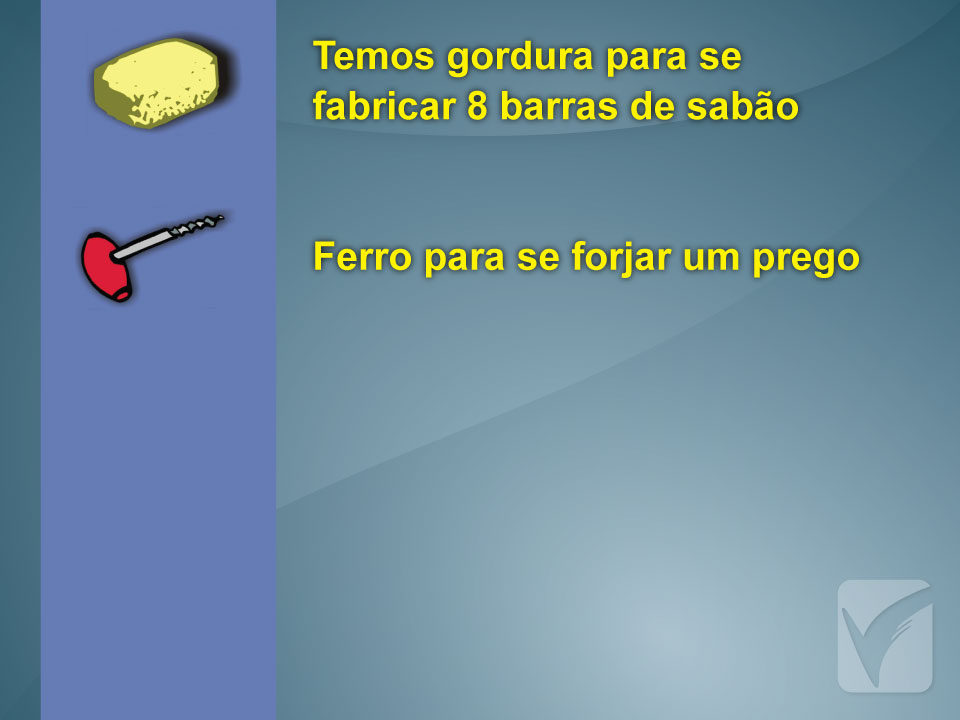 Temos gordura para se
fabricar 8 barras de sabão
Ferro para se forjar um prego